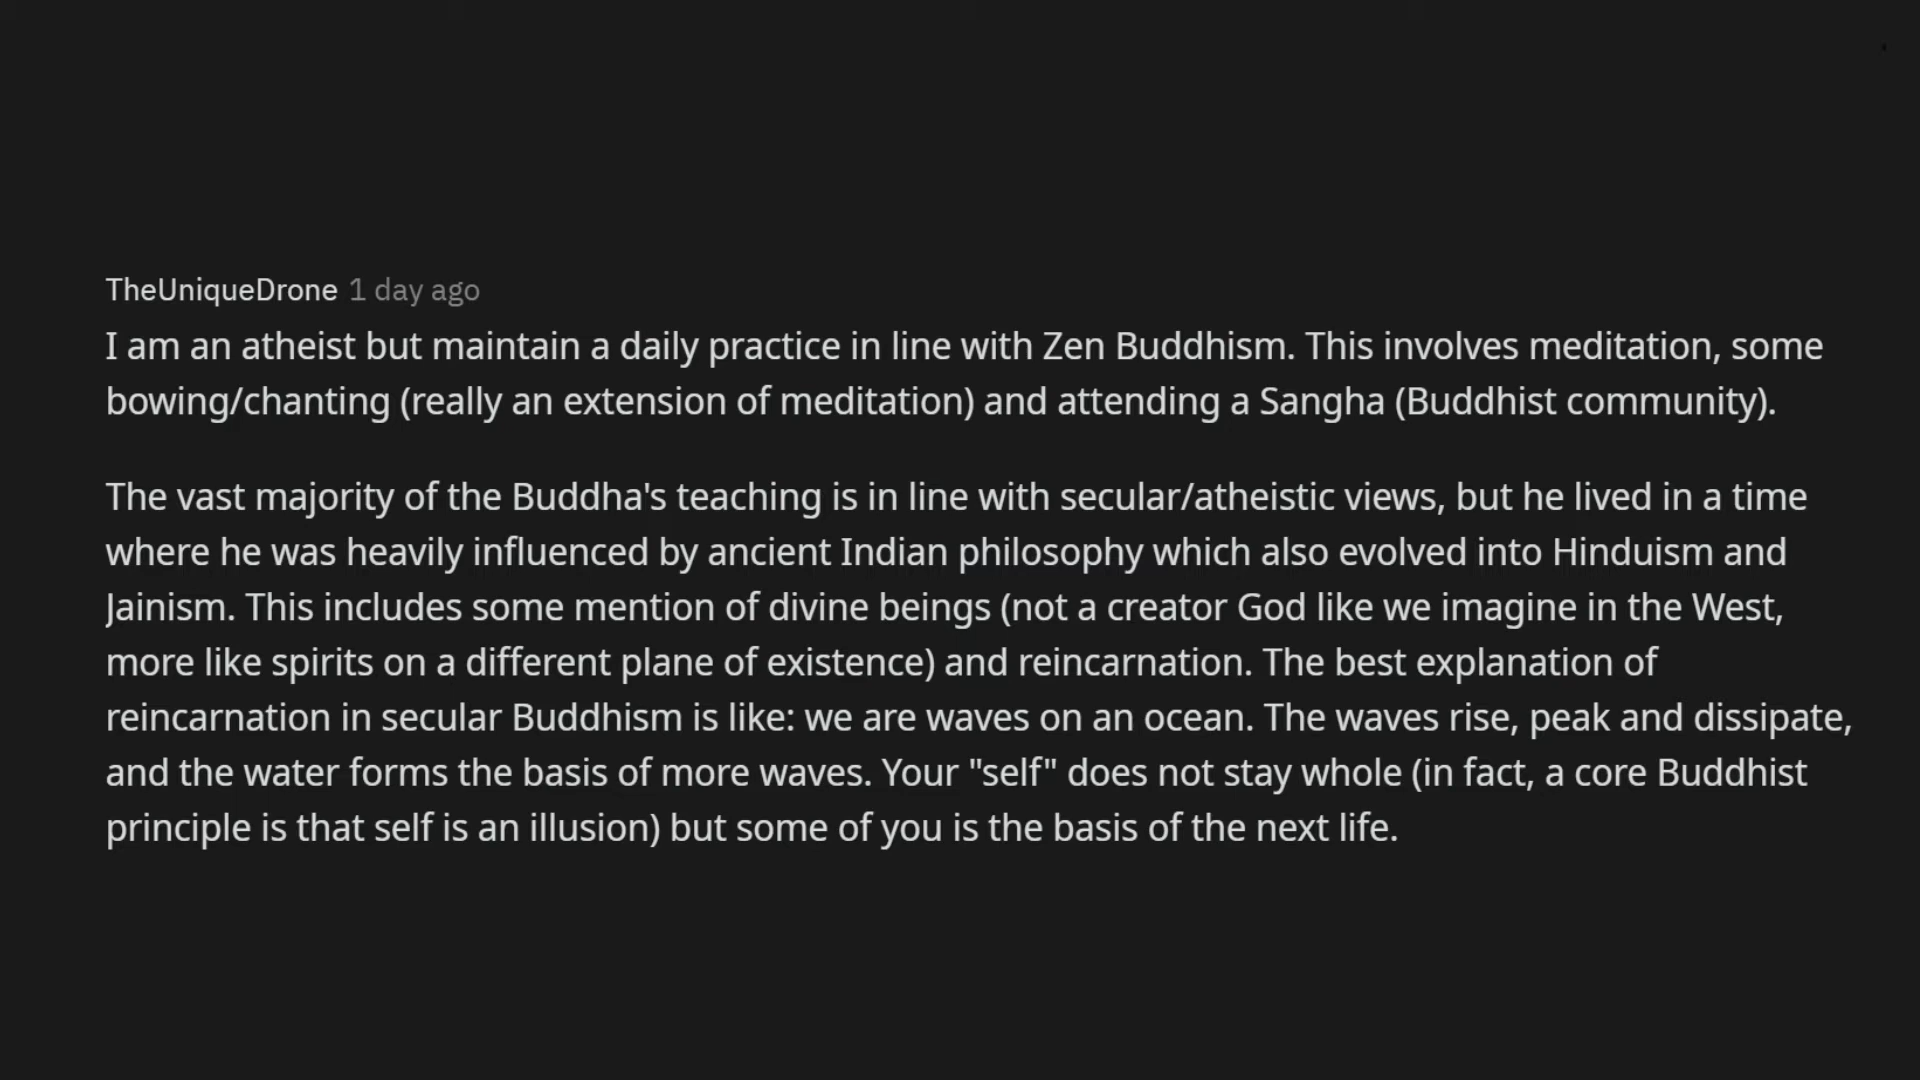 TheUniqueDrone 1 day ago
I am an atheist but maintain a daily practice in line with Zen Buddhism. This involves meditation, some
bowing/chanting (really an extension of meditation) and attending a Sangha (Buddhist community).
The vast majority of the Buddha's teaching is in line with secular/atheistic views, but he lived in a time
where he was heavily influenced by ancient Indian philosophy which also evolved into Hinduism and
Jainism. This includes some mention of divine beings (not a creator God like we imagine in the West,
more like spirits on a different plane of existence) and reincarnation. The best explanation of
reincarnation in secular Buddhism is like: we are waves on an ocean. The waves rise, peak and dissipate,
and the water forms the basis of more waves. Your "self" does not stay whole (in fact, a core Buddhist
principle is that self is an illusion) but some of you is the basis of the next life.